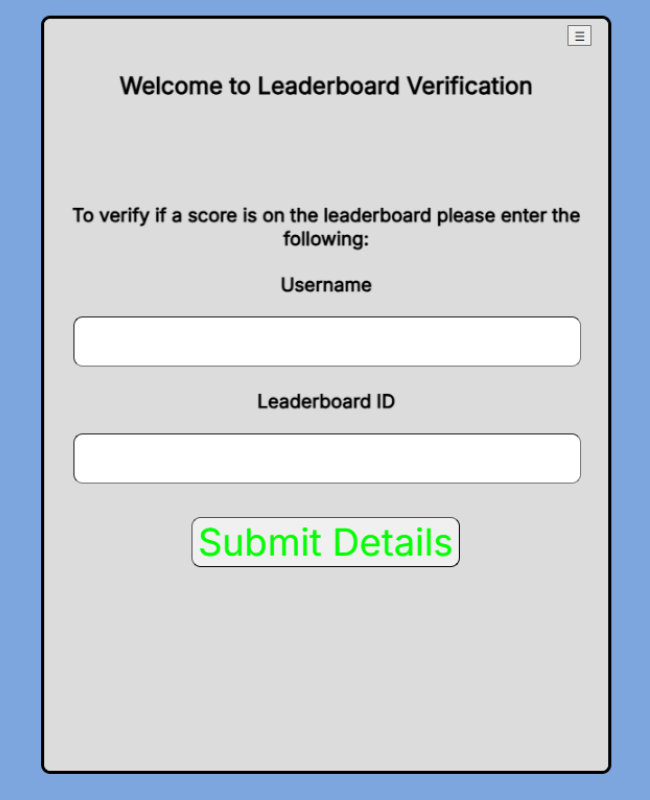 Welcome to Leaderboard Verification
To verify if a score is on the leaderboard please enter the
following:
Username
Leaderboard ID
Submit Details